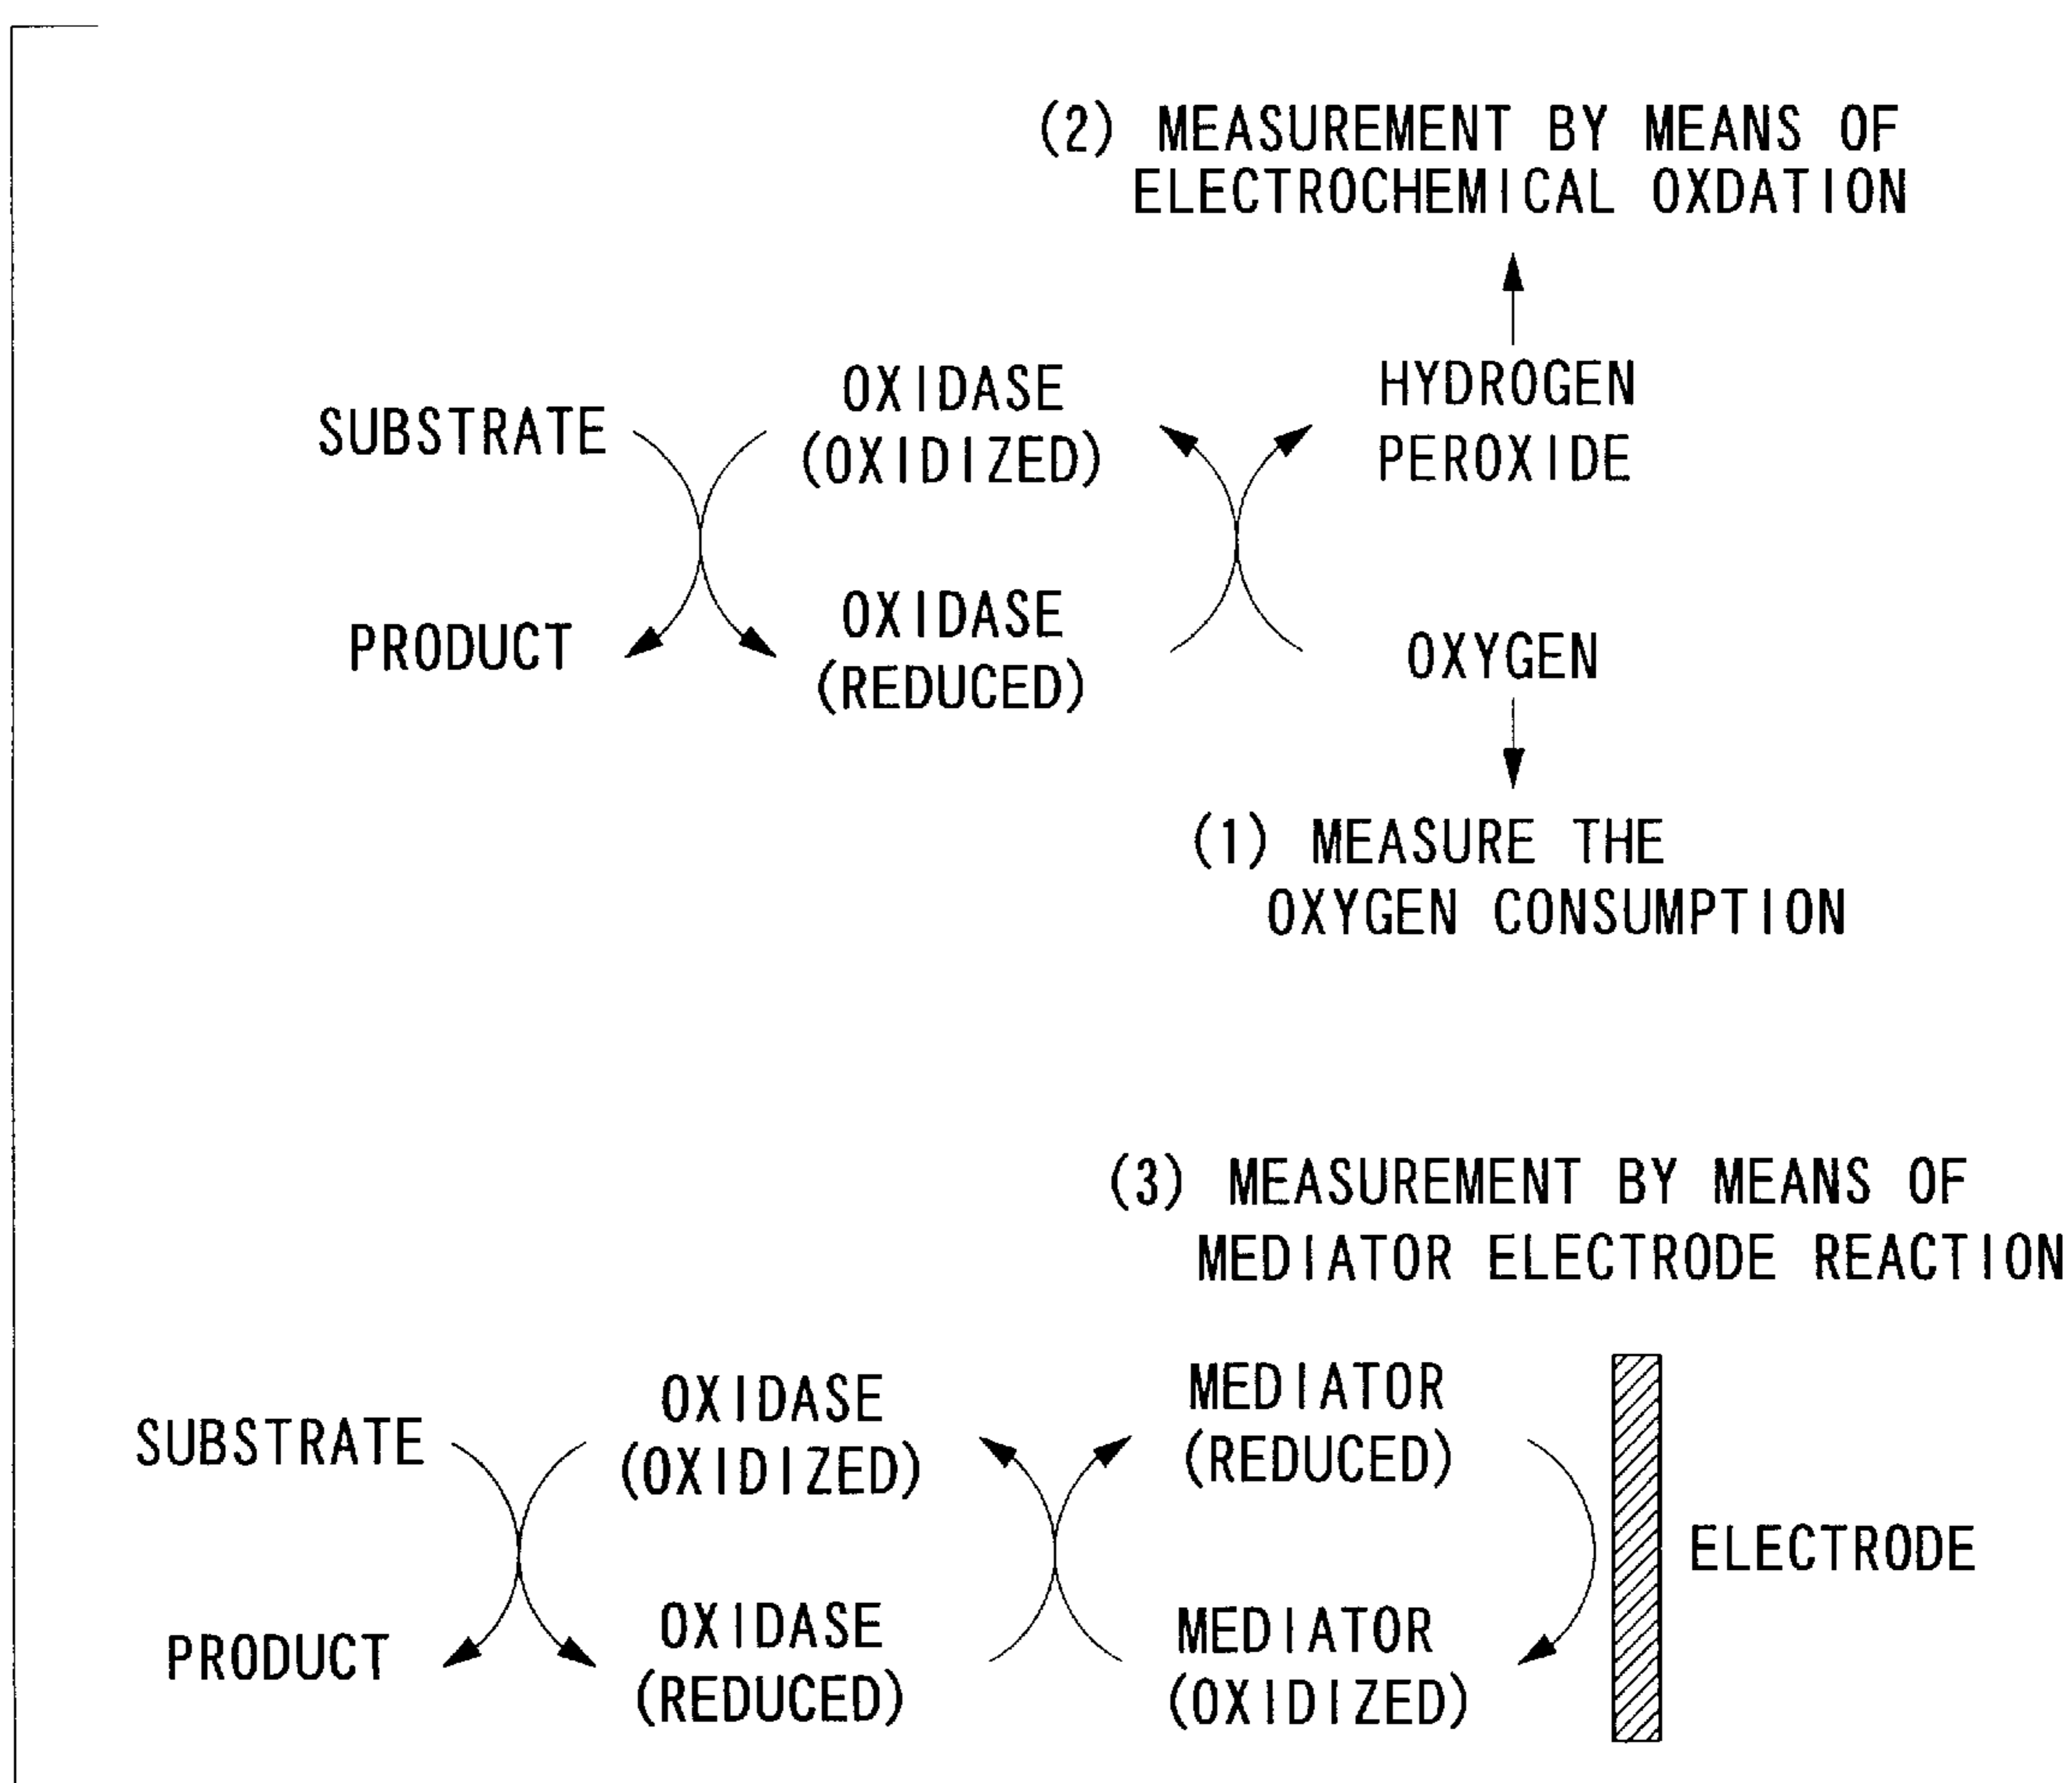 (2) MEASUREMENT BY MEANS OF
ELECTROCHEMICAL OXDATION
SUBSTRATE
OXIDASE
(OXIDIZED)
HYDROGEN
PEROXIDE
PRODUCT
OXIDASE
(REDUCED)
OXYGEN
(1) MEASURE THE
OXYGEN CONSUMPTION
(3) MEASUREMENT BY MEANS OF
MEDIATOR ELECTRODE REACTION
SUBSTRATE
OXIDASE
(OXIDIZED)
MEDIATOR
(REDUCED)
ELECTRODE
PRODUCT
OXIDASE
(REDUCED)
MEDIATOR
(OXIDIZED)